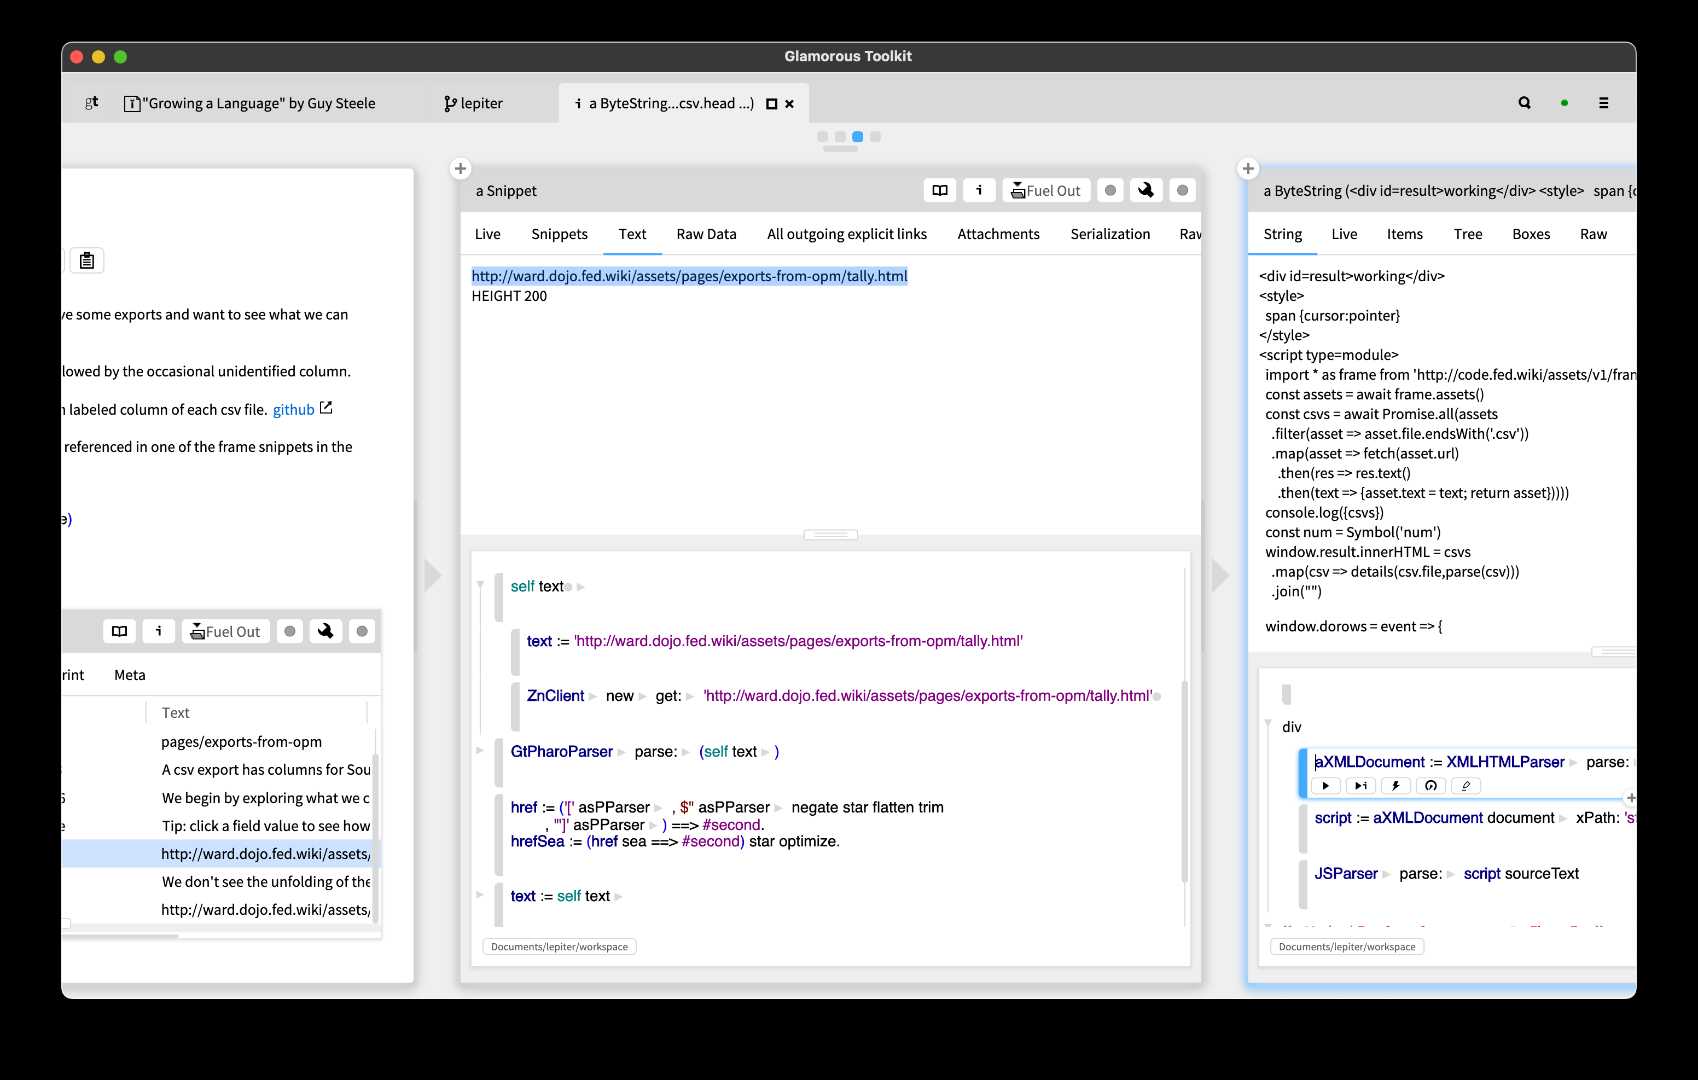 Glamorous Toolkit
gt
"Growing a Language" by Guy Steele
lepiter
i a ByteString...csv.head ...)
ve some exports and want to see what we can
lowed by the occasional unidentified column.
n labeled column of each csv file. github
referenced in one of the frame snippets in the
e)
i
Fuel Out
rint
Meta
Text
pages/exports-from-opm
A csv export has columns for Sou
We begin by exploring what we c
Tip: click a field value to see how
http://ward.dojo.fed.wiki/assets/
We don't see the unfolding of the
http://ward.dojo.fed.wiki/assets/
a Snippet
i
Fuel Out
Live Snippets Text Raw Data All outgoing explicit links Attachments Serialization Raw
http://ward.dojo.fed.wiki/assets/pages/exports-from-opm/tally.html
HEIGHT 200
self text
text := 'http://ward.dojo.fed.wiki/assets/pages/exports-from-opm/tally.html'
ZnClient new get: 'http://ward.dojo.fed.wiki/assets/pages/exports-from-opm/tally.html'
GtPharoParser parse: (self text )
href := ('[' asPParser , $" asPParser negate star flatten trim
, '"]' asPParser ) ==> #second.
hrefSea := (href sea ==> #second) star optimize.
text := self text
Documents/lepiter/workspace
a ByteString (<div id=result>working</div> <style> span {c
String Live Items Tree Boxes Raw
<div id=result>working</div>
<style>
span {cursor:pointer}
</style>
<script type=module>
import * as frame from 'http://code.fed.wiki/assets/v1/fran
const assets = await frame.assets()
const csvs = await Promise.all(assets
.filter(asset => asset.file.endsWith('.csv'))
.map(asset => fetch(asset.url)
.then(res => res.text()
.then(text => {asset.text = text; return asset}))))
console.log({csvs})
const num = Symbol('num')
window.result.innerHTML = csvs
.map(csv => details(csv.file,parse(csv)))
.join("")
window.dorows = event => {
div
aXMLDocument := XMLHTMLParser parse:
script := aXMLDocument document xPath: 's
JSParser parse: script sourceText
Documents/lepiter/workspace